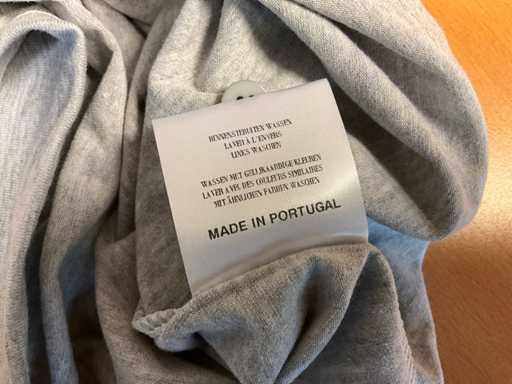 BINNENSTEBUITEN WASSEN
LAVER À L'ENVERS
LINKS WASCHEN
WASSEN MET GELIJKAARDIGE KLEUREN
LAVER AVEC DES COULEURS SIMILAIRES
MIT ÄHNLICHEN FARBEN WASCHEN
MADE IN PORTUGAL